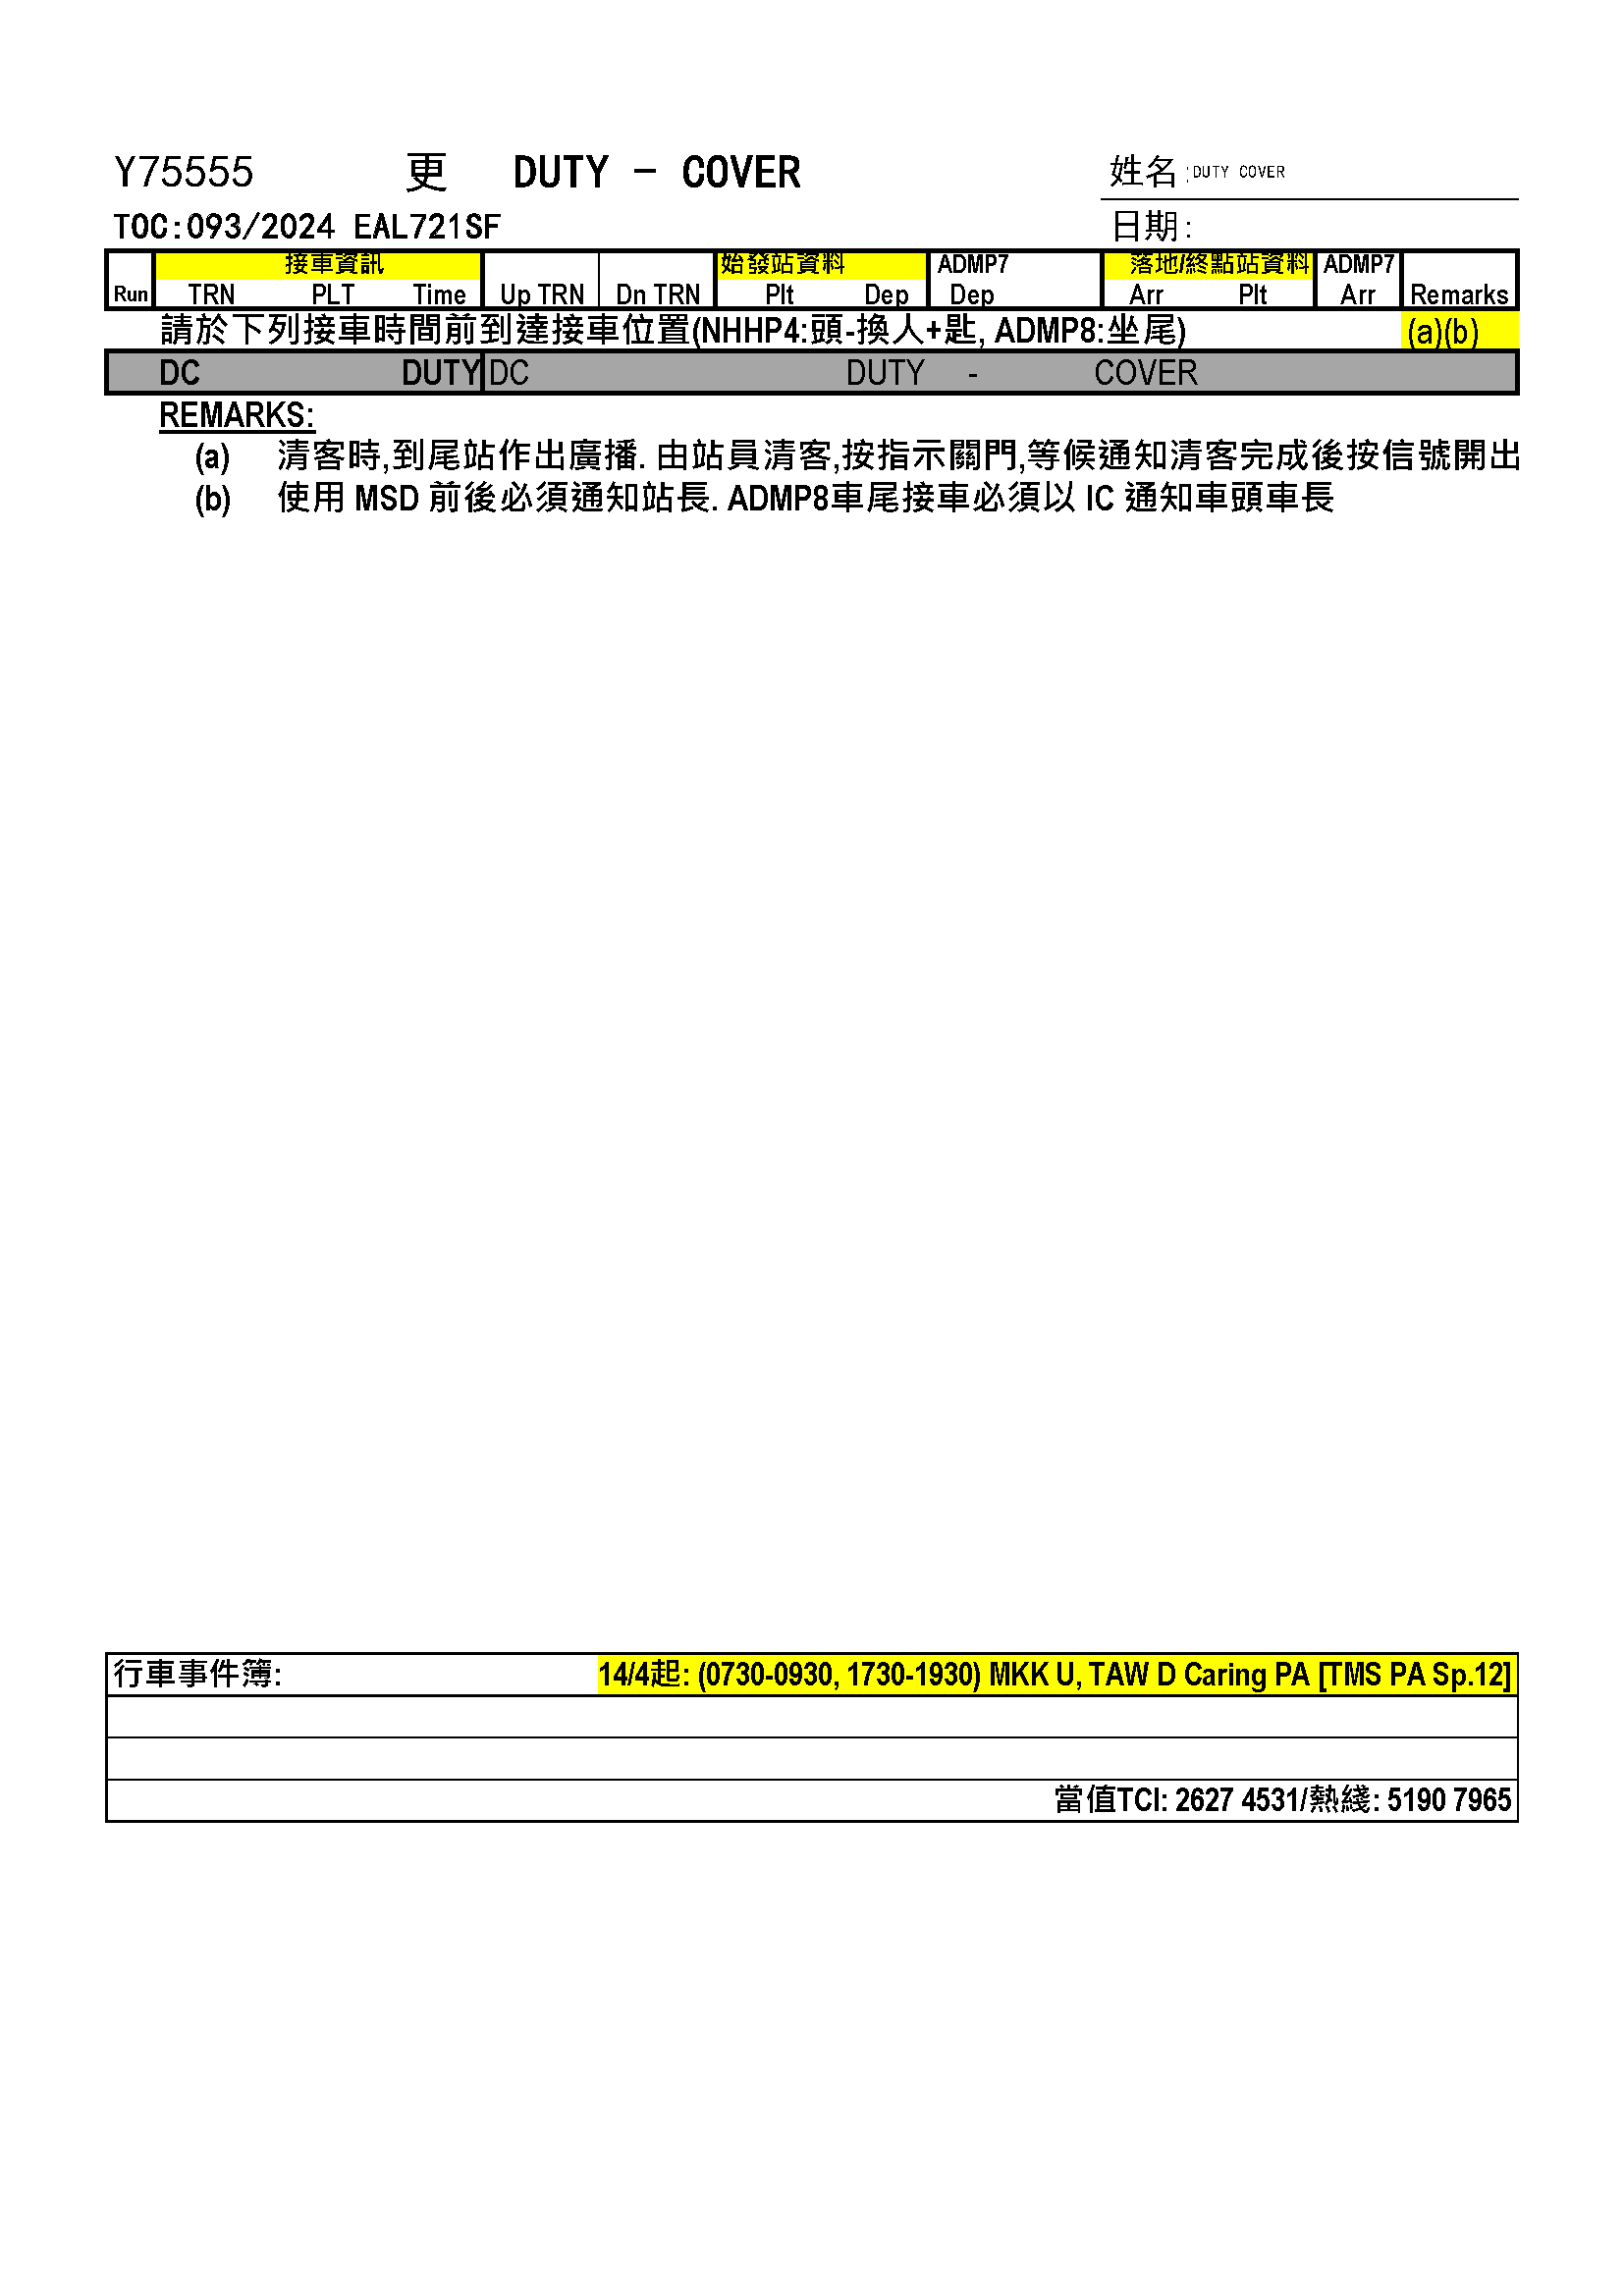 Y75555 更 DUTY - COVER 姓名:DUTY COVER
TOC:093/2024 EAL721SF 日期:
接車資訊 始發站資料 ADMP7 落地/終點站資料 ADMP7
Run TRN PLT Time Up TRN Dn TRN Plt Dep Dep Arr Plt Arr Remarks
請於下列接車時間前到達接車位置(NHHP4:頭-換人+匙, ADMP8:坐尾) (a)(b)
DC DUTY DC DUTY - COVER
REMARKS:
(a) 清客時,到尾站作出廣播. 由站員清客,按指示關門,等候通知清客完成後按信號開出
(b) 使用 MSD 前後必須通知站長. ADMP8車尾接車必須以 IC 通知車頭車長
行車事件簿: 14/4起: (0730-0930, 1730-1930) MKK U, TAW D Caring PA [TMS PA Sp.12]
當值TCI: 2627 4531/熱綫: 5190 7965